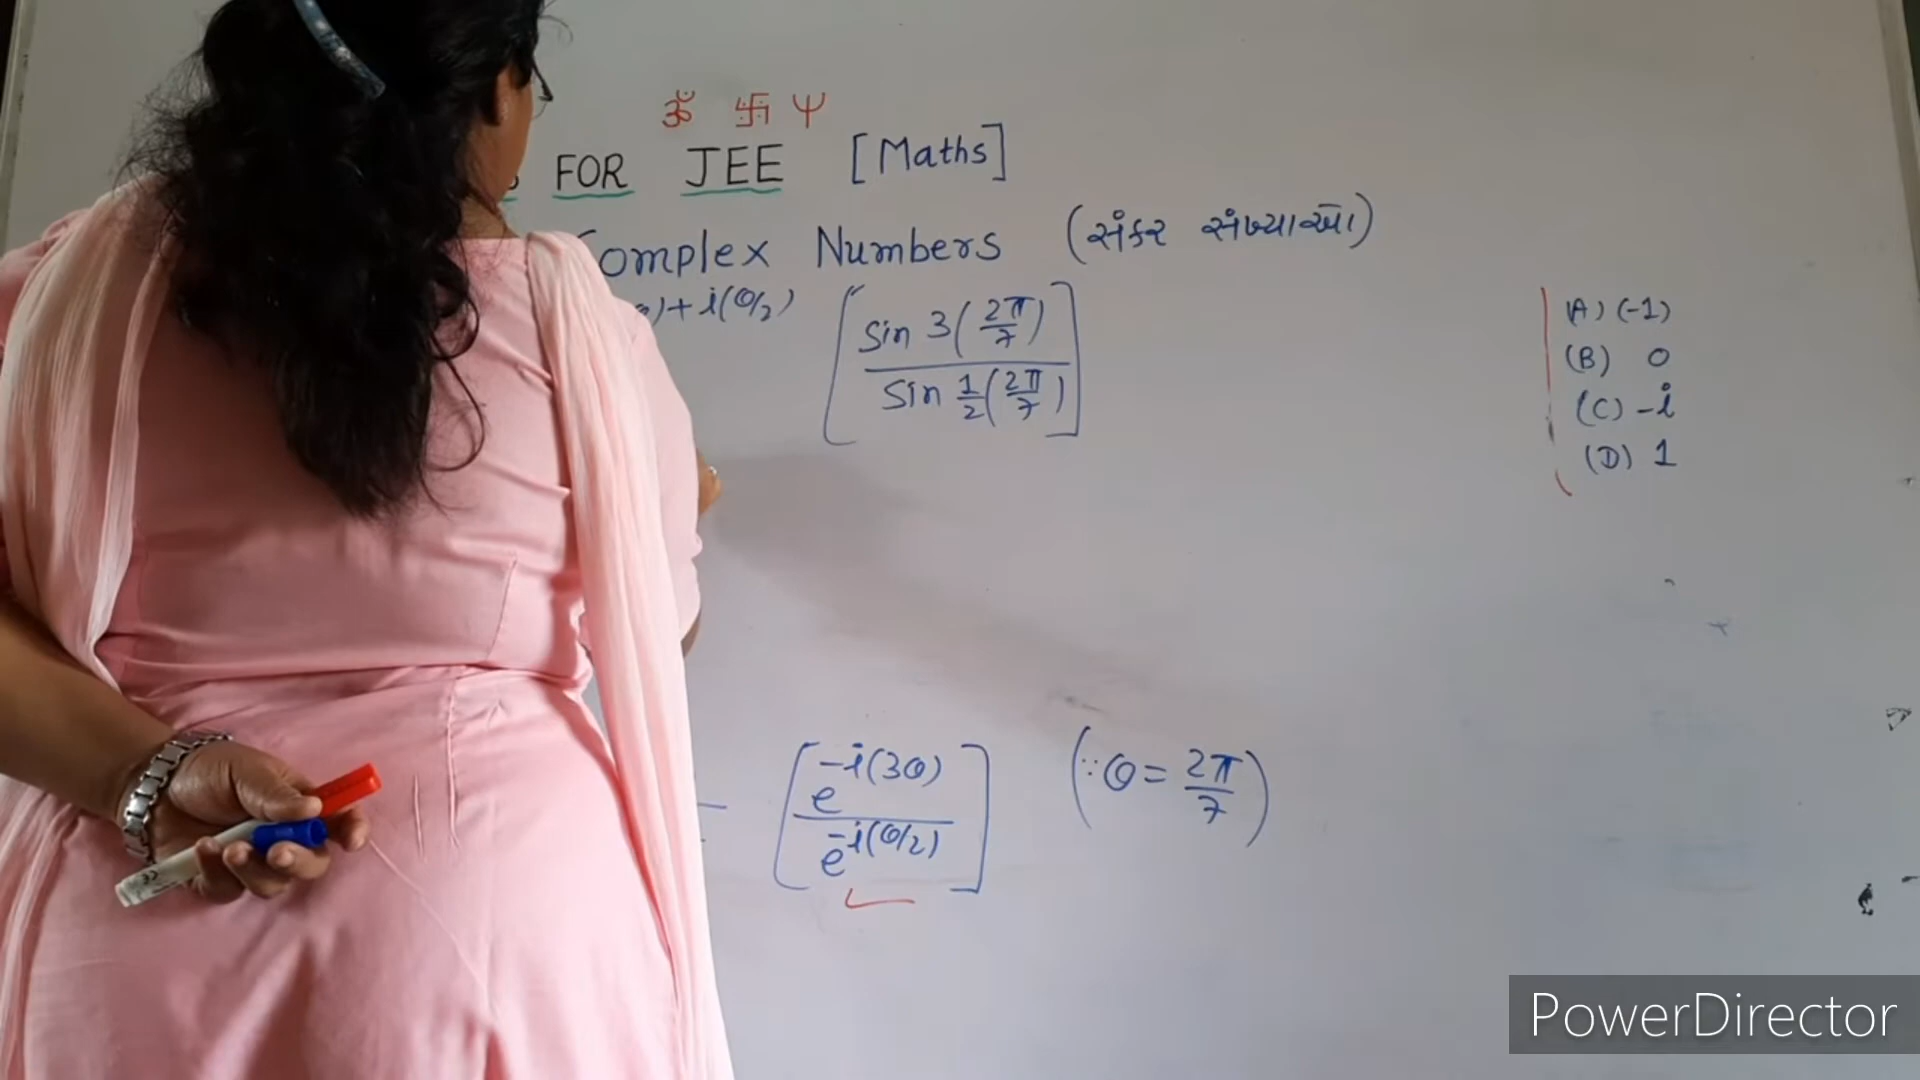 ॐ 卐 Ψ
FOR JEE [Maths]
Complex Numbers (સંકર સંખ્યાઓ)
)+i(θ/2) [sin 3(2π/7) / sin 1/2(2π/7)]
(A) (-1)
(B) 0
(C) -i
(D) 1
[e^-i(3θ) / e^-i(θ/2)] (∵ θ = 2π/7)
PowerDirector